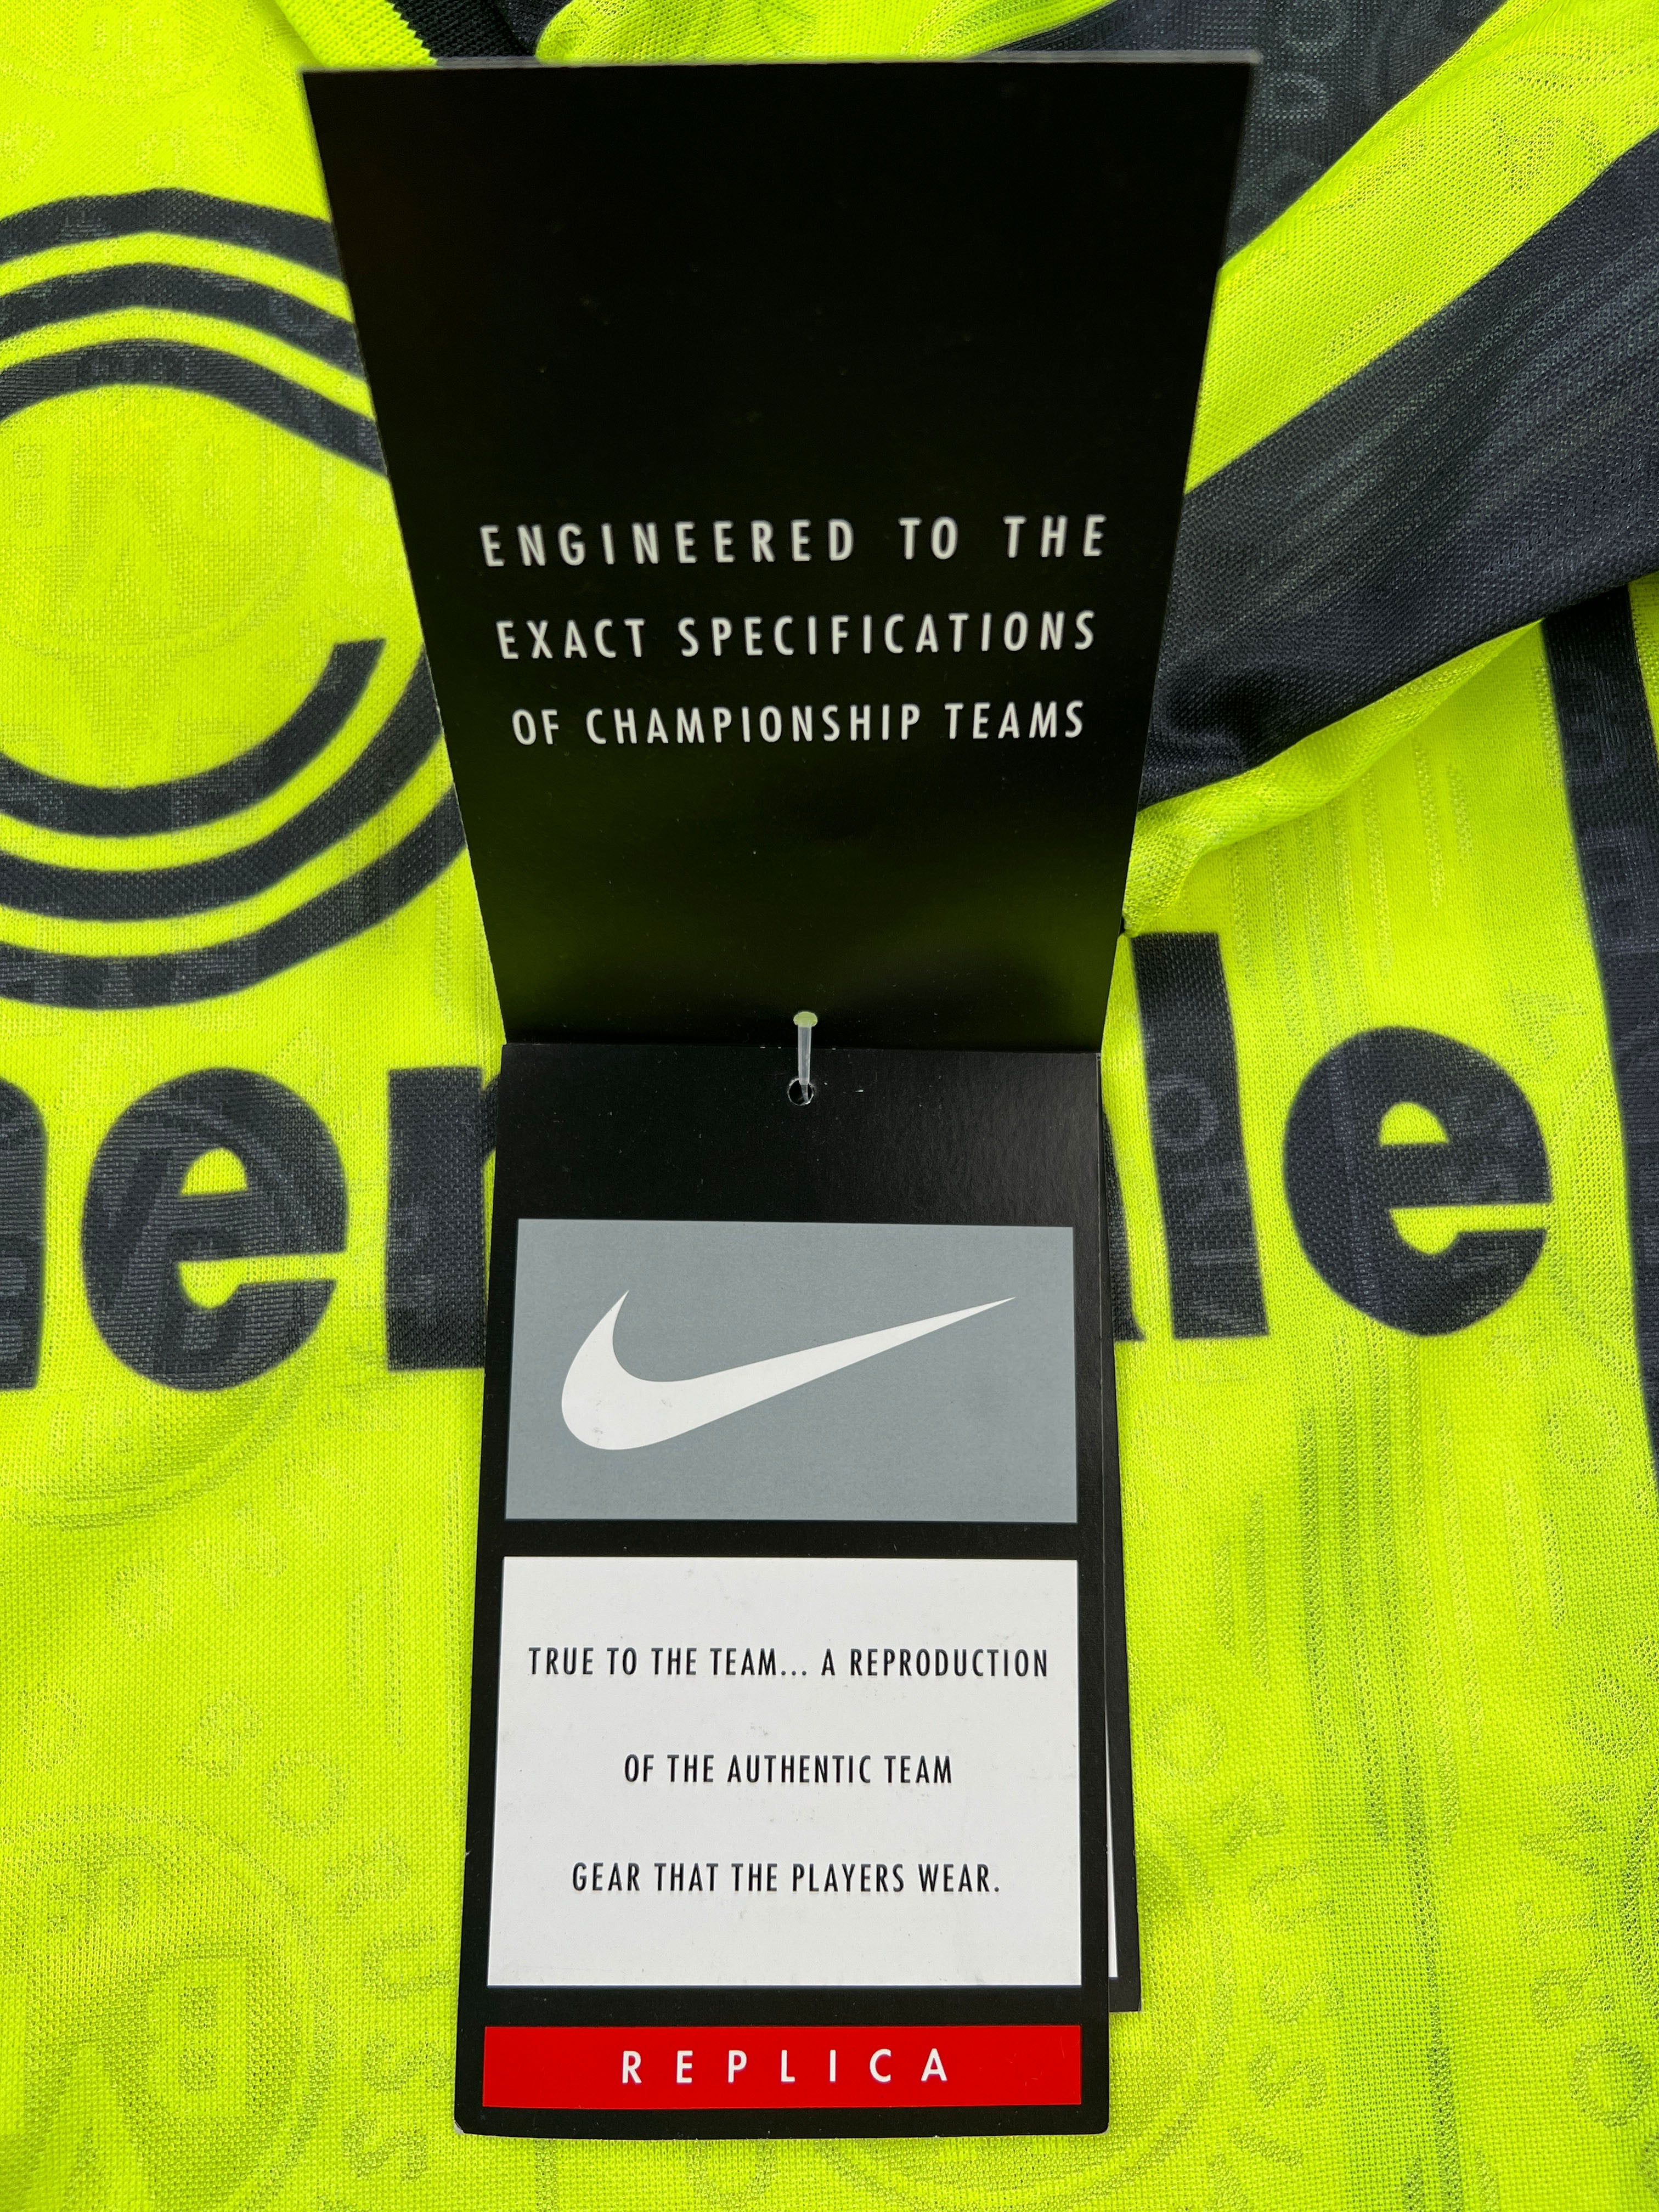 ENGINEERED TO THE
EXACT SPECIFICATIONS
OF CHAMPIONSHIP TEAMS
TRUE TO THE TEAM... A REPRODUCTION
OF THE AUTHENTIC TEAM
GEAR THAT THE PLAYERS WEAR.
REPLICA